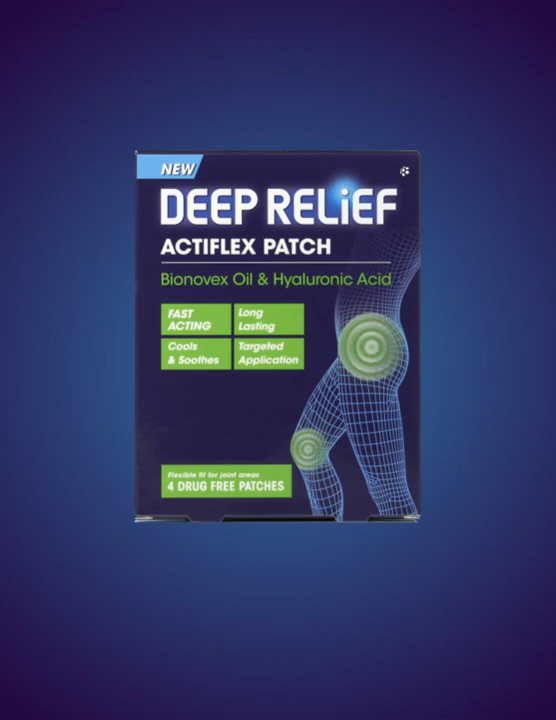 NEW
DEEP RELiEF
ACTIFLEX PATCH
Bionovex Oil & Hyaluronic Acid
FAST
ACTING
Long
Lasting
Cools
& Soothes
Targeted
Application
Flexible fit for joint areas
4 DRUG FREE PATCHES